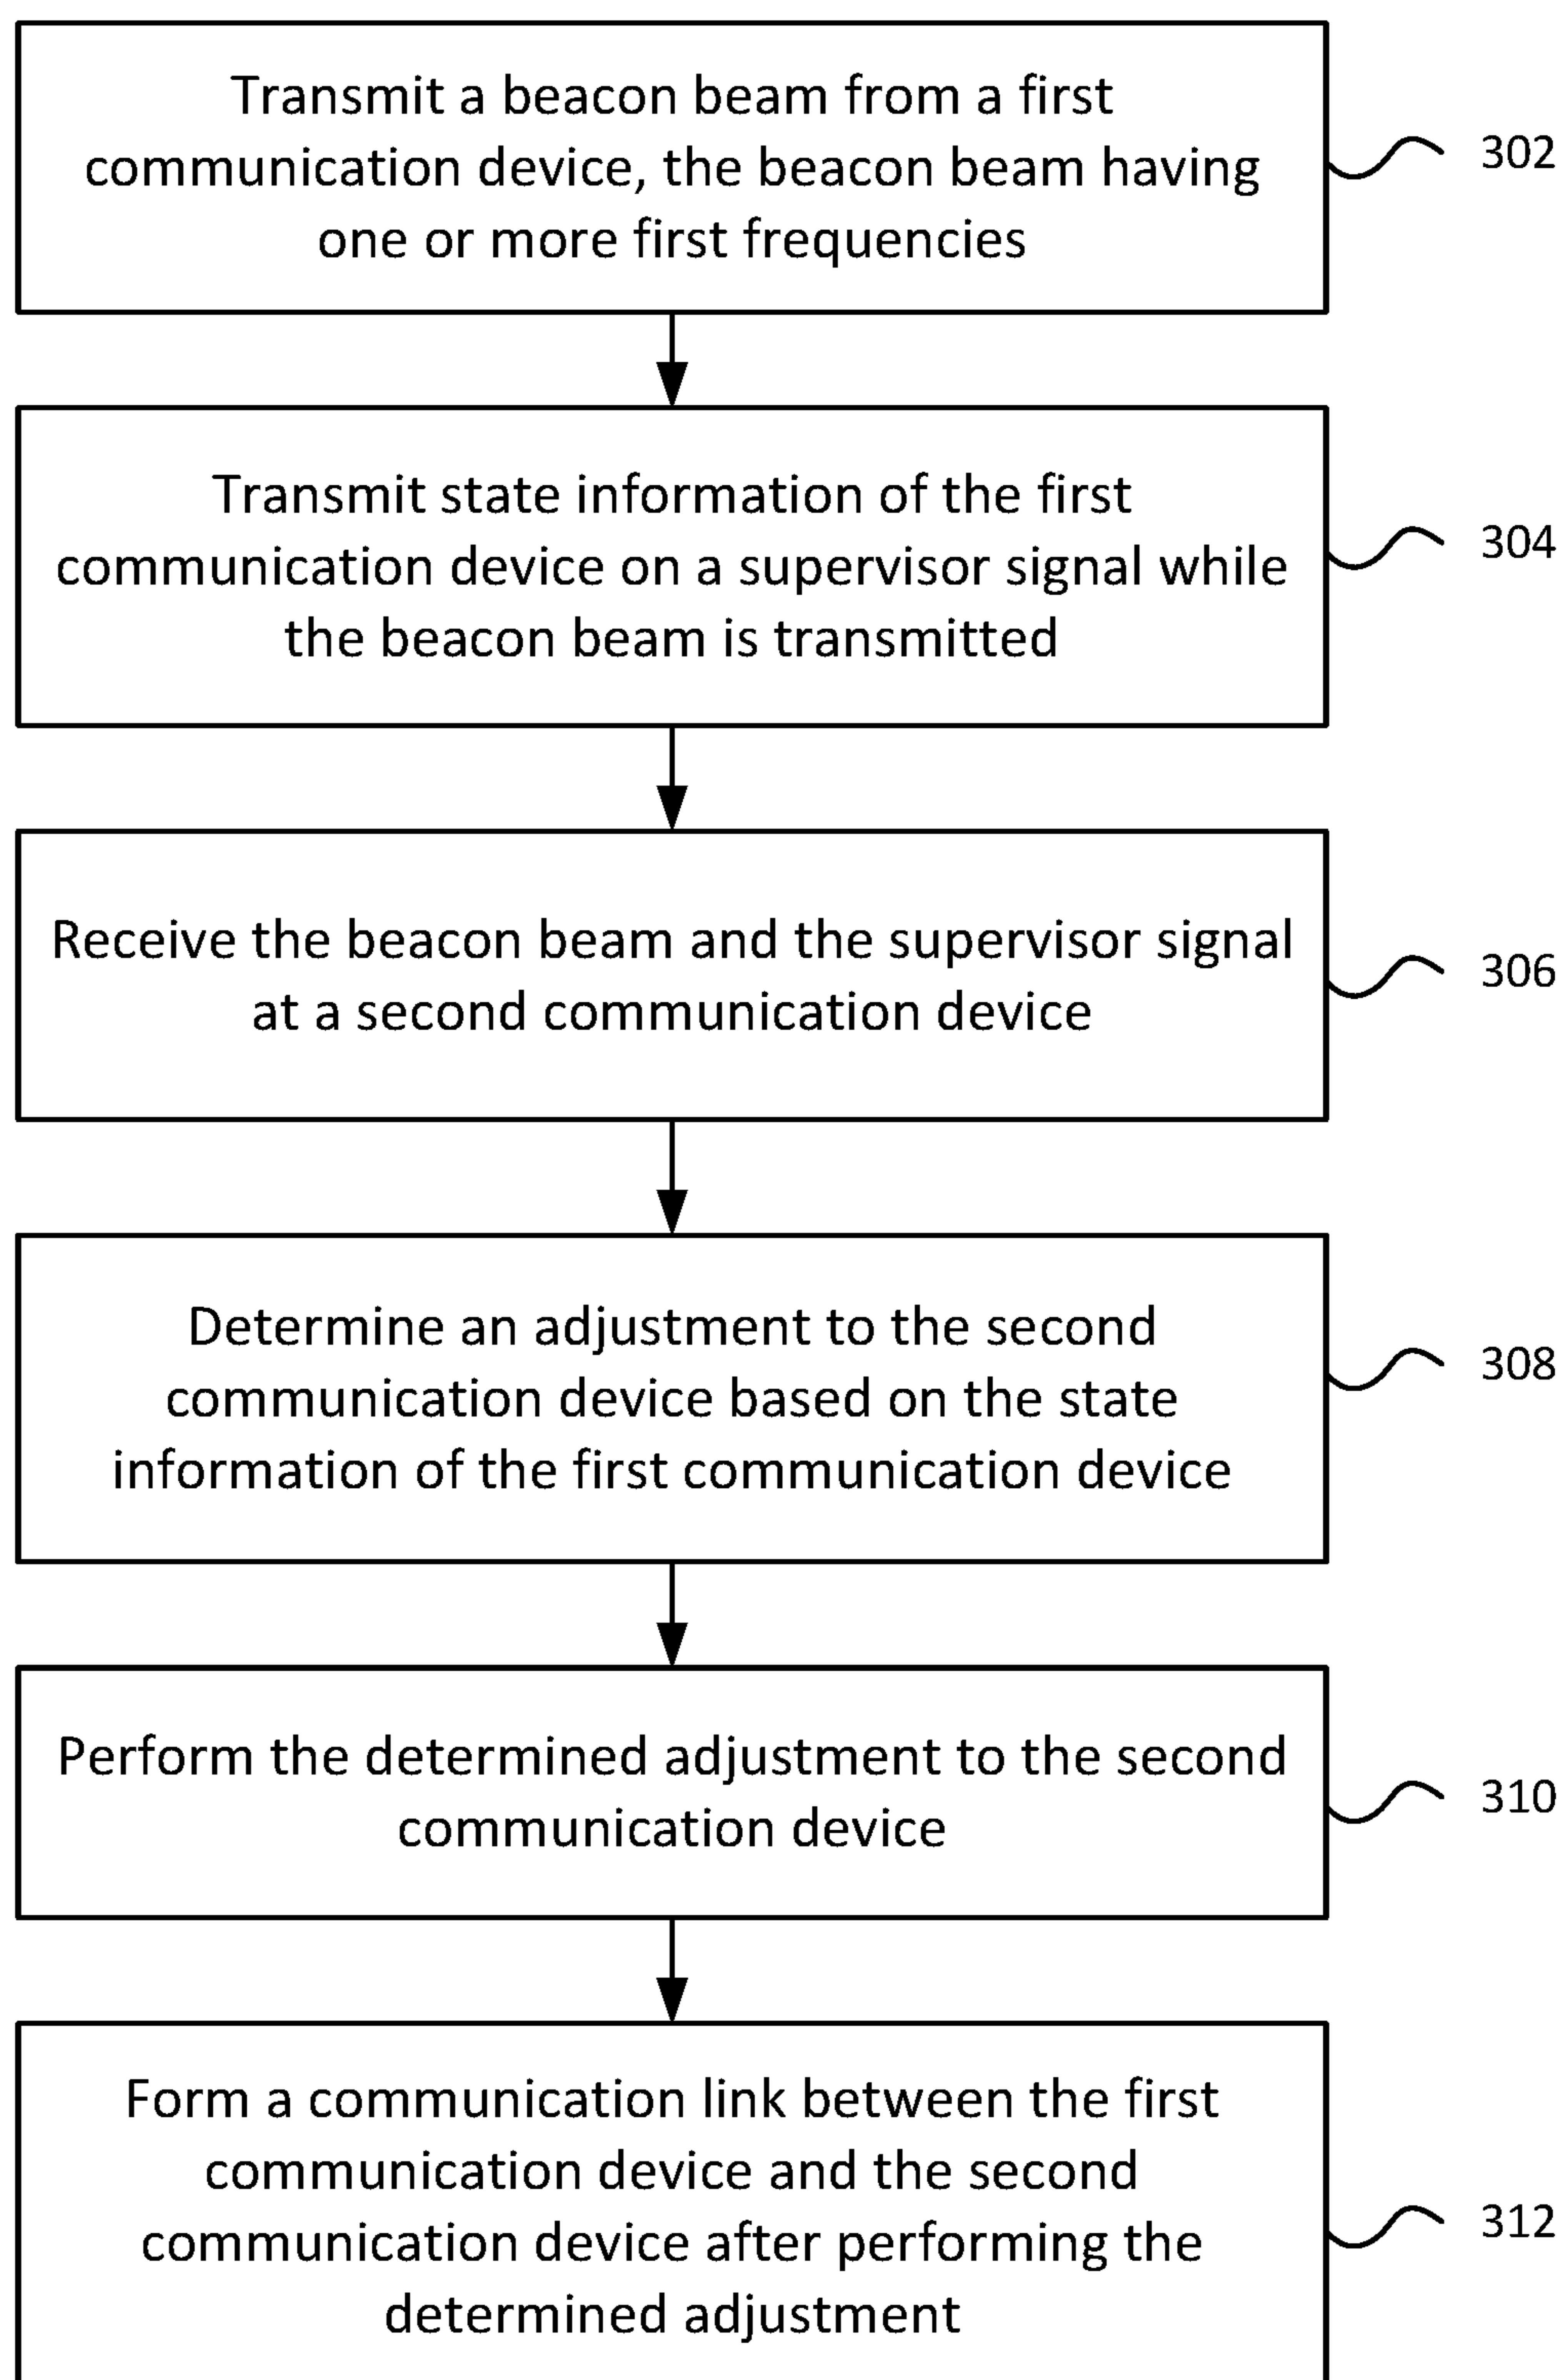 Transmit a beacon beam from a first
communication device, the beacon beam having
one or more first frequencies
302
Transmit state information of the first
communication device on a supervisor signal while
the beacon beam is transmitted
304
Receive the beacon beam and the supervisor signal
at a second communication device
306
Determine an adjustment to the second
communication device based on the state
information of the first communication device
308
Perform the determined adjustment to the second
communication device
310
Form a communication link between the first
communication device and the second
communication device after performing the
determined adjustment
312